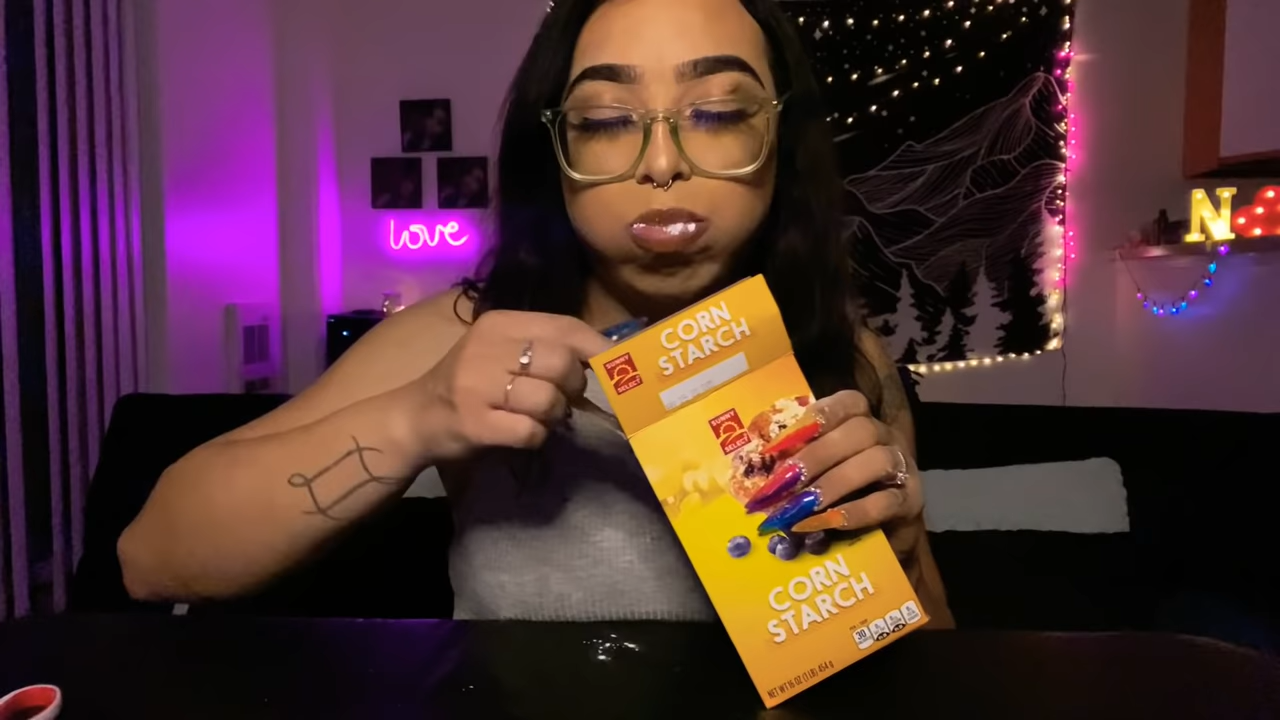 love
N
CORN
STARCH
SUNNY
SELECT
SUNNY
SELECT
CORN
STARCH
30
NET WT 16 OZ (1 LB) 454 g